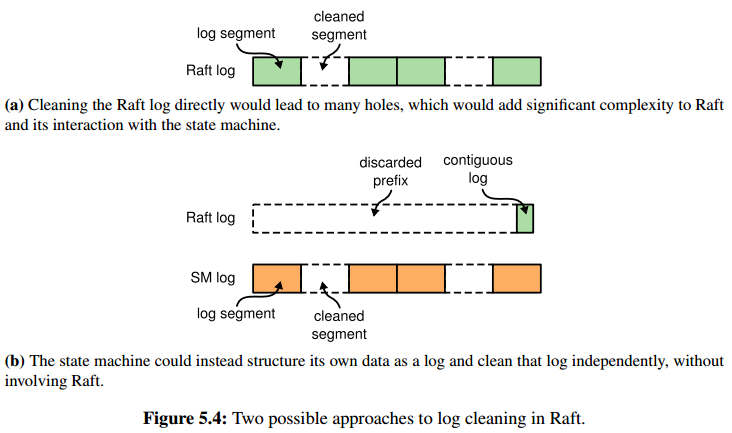 cleaned
log segment segment
Raft log
(a) Cleaning the Raft log directly would lead to many holes, which would add significant complexity to Raft
and its interaction with the state machine.
discarded contiguous
prefix log
Raft log
SM log
log segment cleaned
segment
(b) The state machine could instead structure its own data as a log and clean that log independently, without
involving Raft.
Figure 5.4: Two possible approaches to log cleaning in Raft.